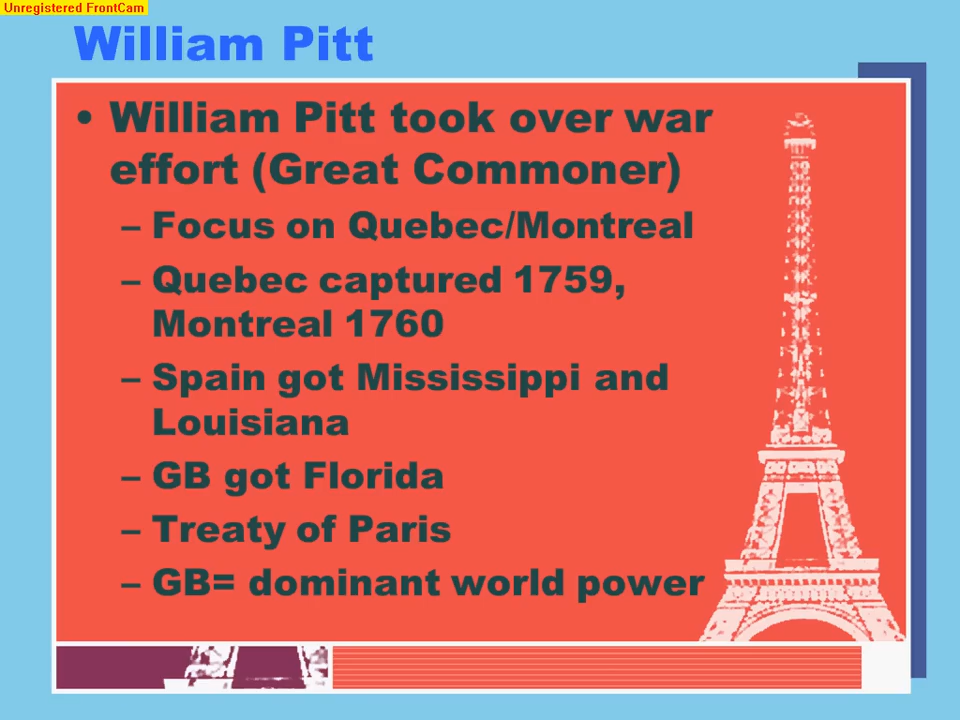 Unregistered FrontCam
William Pitt
• William Pitt took over war
effort (Great Commoner)
– Focus on Quebec/Montreal
– Quebec captured 1759,
Montreal 1760
– Spain got Mississippi and
Louisiana
– GB got Florida
– Treaty of Paris
– GB= dominant world power